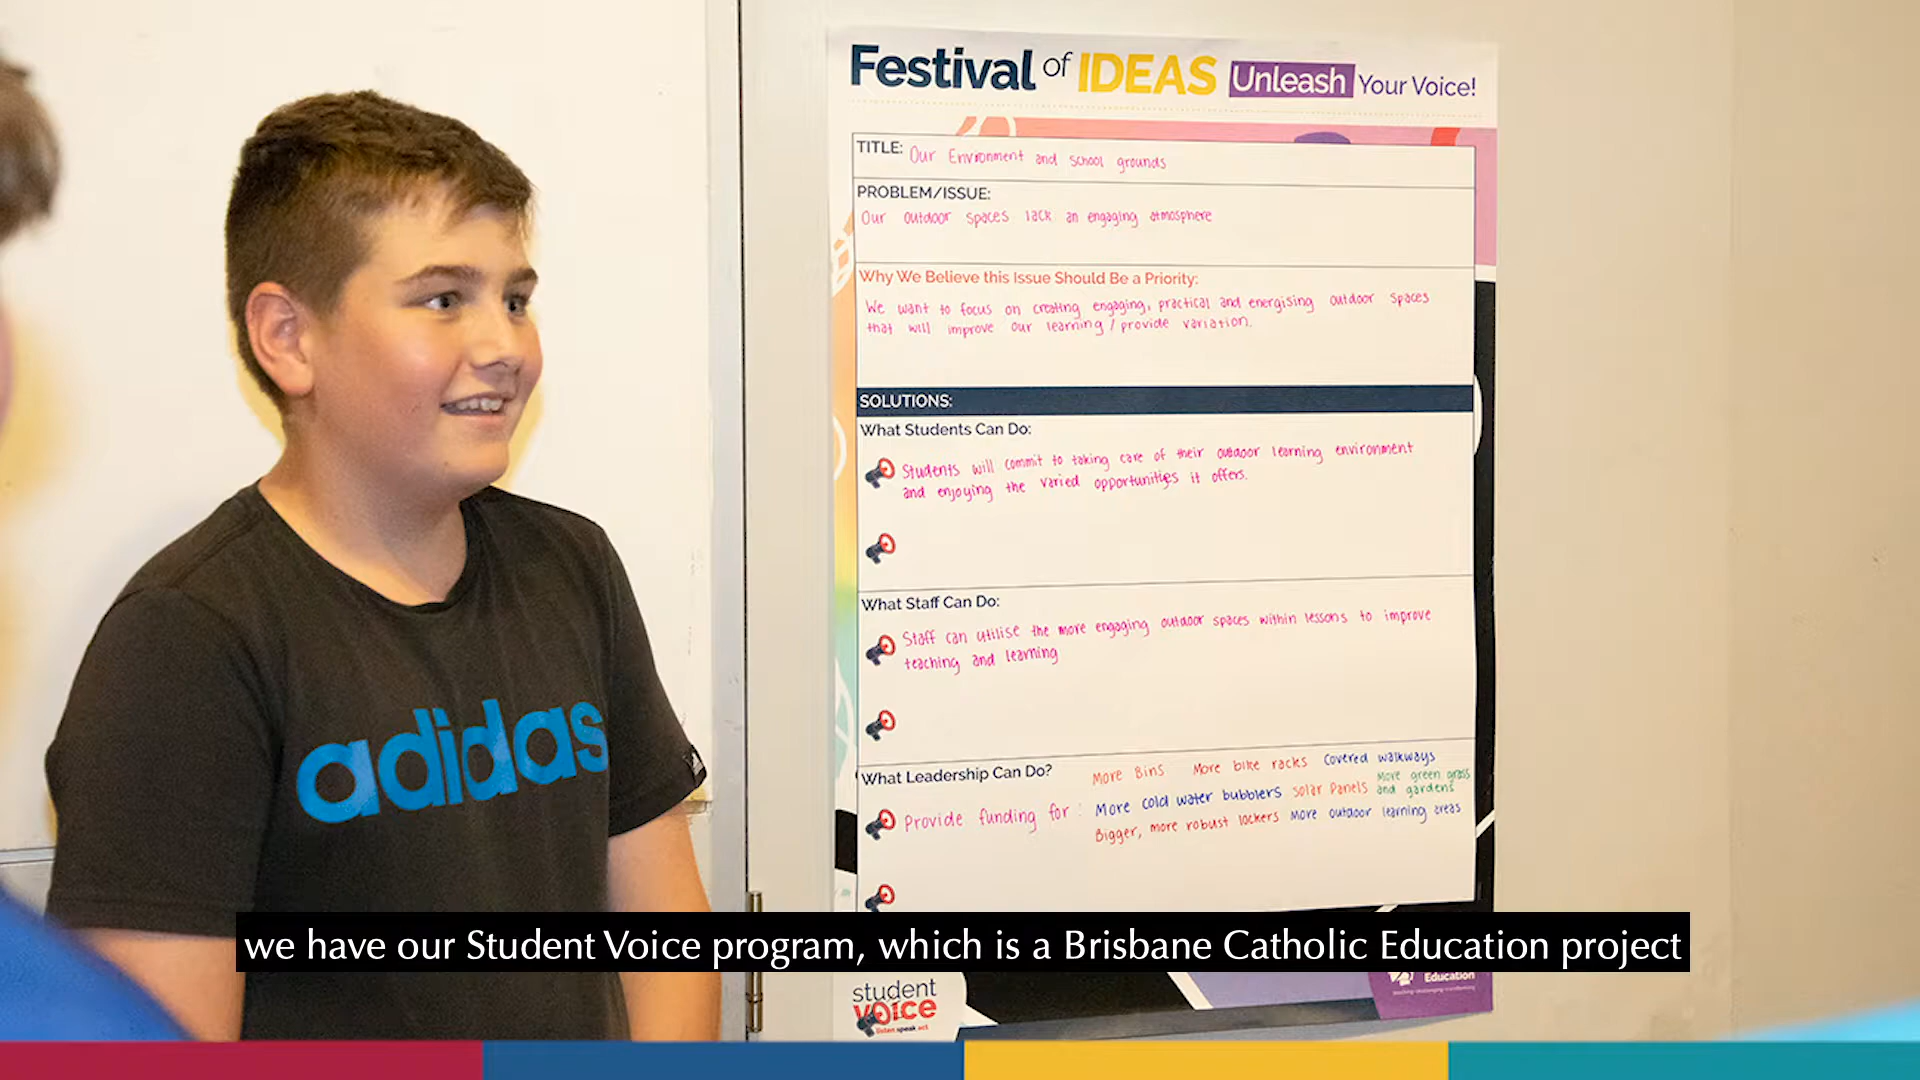 Festival of IDEAS Unleash Your Voice!
TITLE: Our Environment and school grounds
PROBLEM/ISSUE:
Our outdoor spaces lack an engaging atmosphere
Why We Believe this Issue Should Be a Priority:
We want to focus on creating engaging, practical and energising outdoor spaces
that will improve our learning / provide variation.
SOLUTIONS:
What Students Can Do:
Students will commit to taking care of their outdoor learning environment
and enjoying the varied opportunities it offers.
What Staff Can Do:
Staff can utilise the more engaging outdoor spaces within lessons to improve
teaching and learning
What Leadership Can Do?
More Bins More bike racks Covered walkways
Provide funding for : More cold water bubblers solar Panels More green grass
and gardens
Bigger, more robust lockers More outdoor learning areas
adidas
we have our Student Voice program, which is a Brisbane Catholic Education project
student
voice
listen speak act
Education